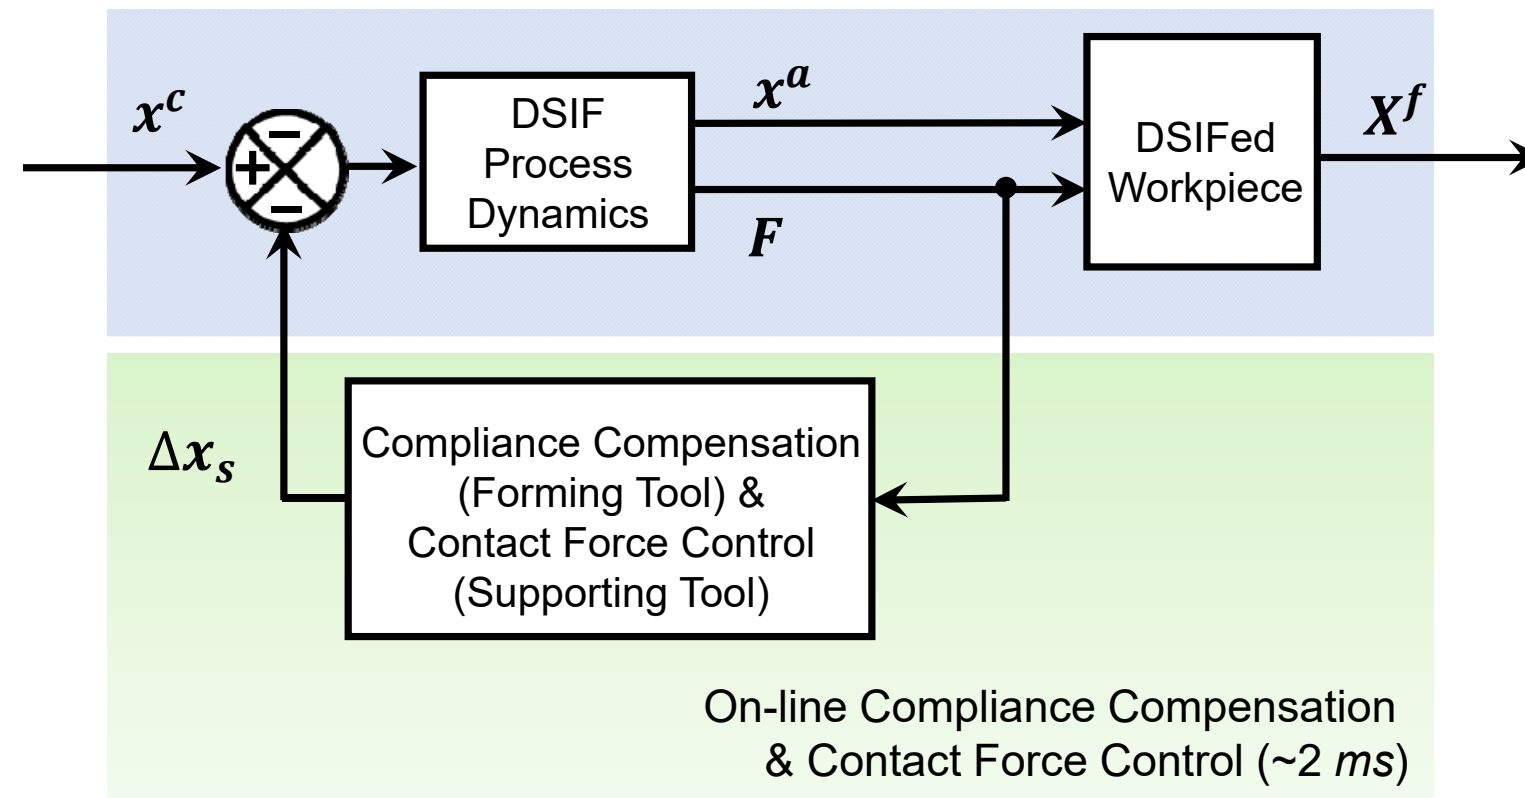 x^c
−
+
−
DSIF
Process
Dynamics
x^a
F
DSIFed
Workpiece
X^f
Δx_s
Compliance Compensation
(Forming Tool) &
Contact Force Control
(Supporting Tool)
On-line Compliance Compensation
& Contact Force Control (~2 ms)